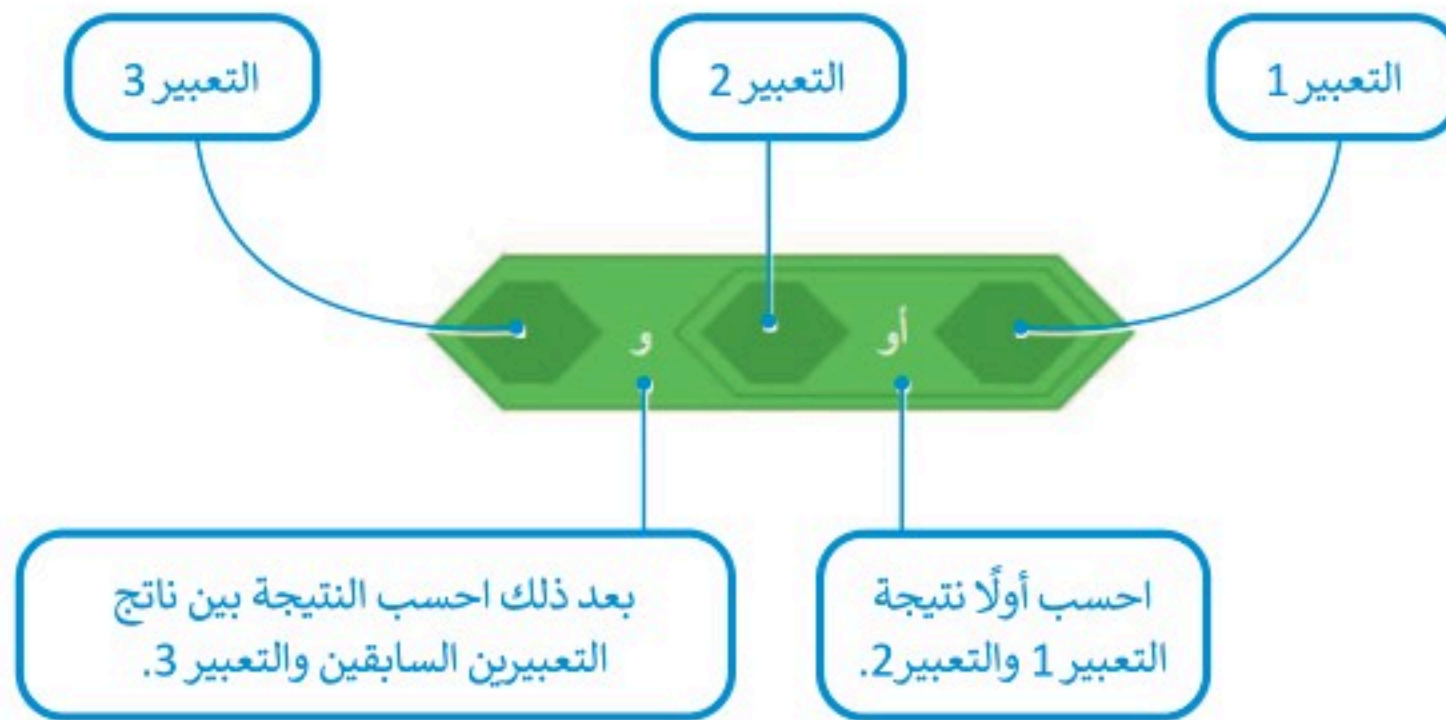 التعبير 1
التعبير 2
التعبير 3
أو
و
احسب أولًا نتيجة
التعبير 1 والتعبير2.
بعد ذلك احسب النتيجة بين ناتج
التعبيرين السابقين والتعبير 3.